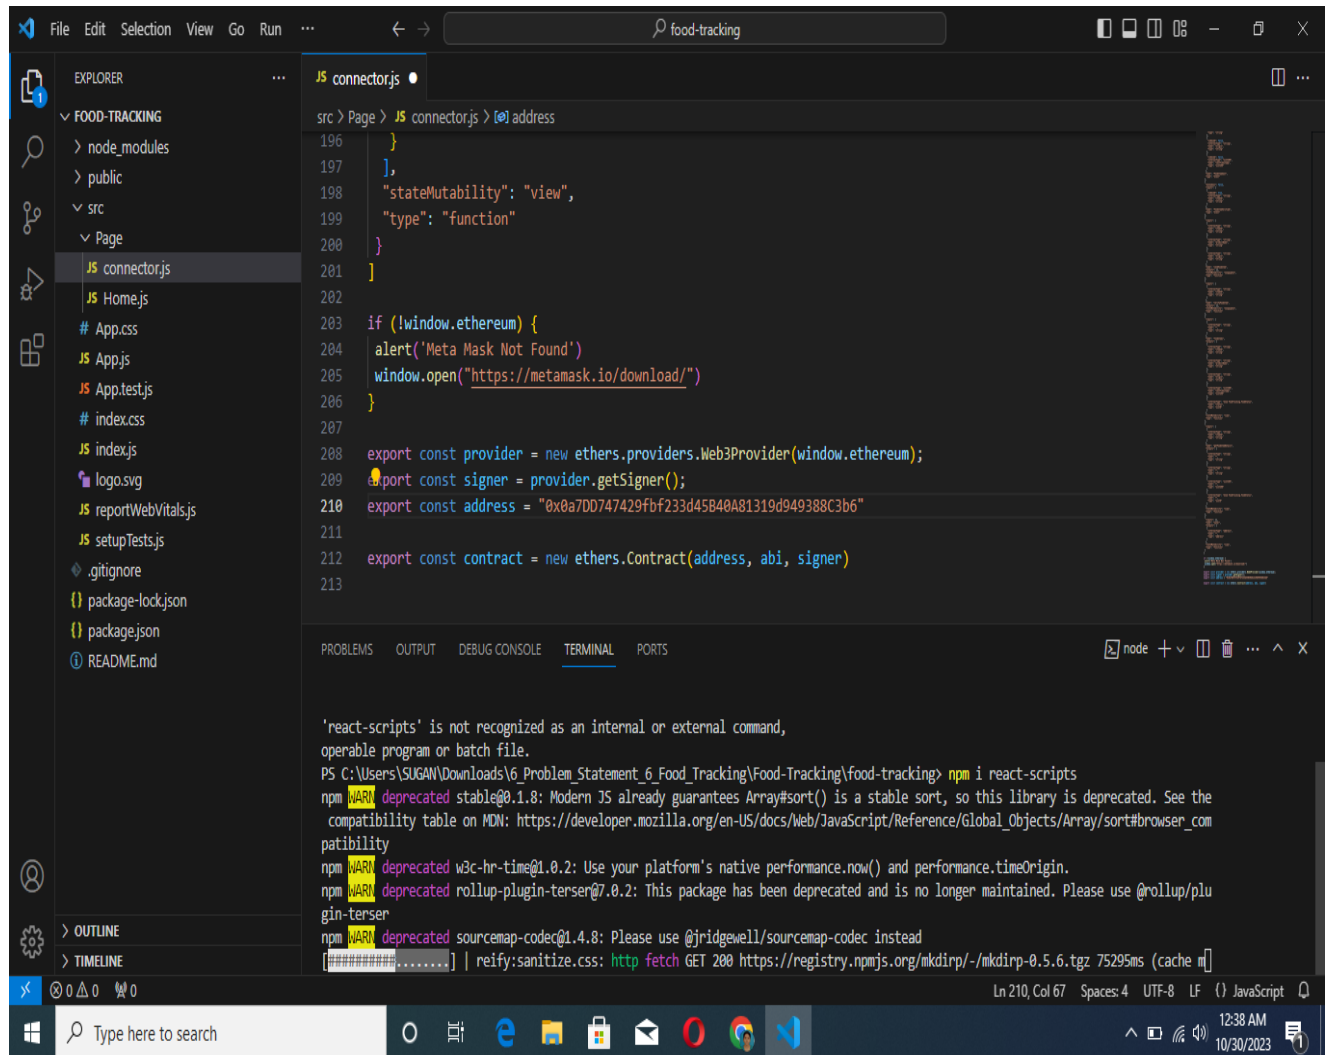 File Edit Selection View Go Run ··· food-tracking
EXPLORER ···
FOOD-TRACKING
node_modules
public
src
Page
JS connector.js
JS Home.js
# App.css
JS App.js
JS App.test.js
# index.css
JS index.js
logo.svg
JS reportWebVitals.js
JS setupTests.js
.gitignore
{} package-lock.json
{} package.json
README.md
OUTLINE
TIMELINE
JS connector.js
src > Page > JS connector.js > address
196 }
197 ],
198 "stateMutability": "view",
199 "type": "function"
200 }
201 ]
202
203 if (!window.ethereum) {
204 alert('Meta Mask Not Found')
205 window.open("https://metamask.io/download/")
206 }
207
208 export const provider = new ethers.providers.Web3Provider(window.ethereum);
209 export const signer = provider.getSigner();
210 export const address = "0x0a7DD747429fbf233d45B40A81319d949388C3b6"
211
212 export const contract = new ethers.Contract(address, abi, signer)
213
PROBLEMS OUTPUT DEBUG CONSOLE TERMINAL PORTS node
'react-scripts' is not recognized as an internal or external command,
operable program or batch file.
PS C:\Users\SUGAN\Downloads\6_Problem_Statement_6_Food_Tracking\Food-Tracking\food-tracking> npm i react-scripts
npm WARN deprecated stable@0.1.8: Modern JS already guarantees Array#sort() is a stable sort, so this library is deprecated. See the
compatibility table on MDN: https://developer.mozilla.org/en-US/docs/Web/JavaScript/Reference/Global_Objects/Array/sort#browser_com
patibility
npm WARN deprecated w3c-hr-time@1.0.2: Use your platform's native performance.now() and performance.timeOrigin.
npm WARN deprecated rollup-plugin-terser@7.0.2: This package has been deprecated and is no longer maintained. Please use @rollup/plu
gin-terser
npm WARN deprecated sourcemap-codec@1.4.8: Please use @jridgewell/sourcemap-codec instead
[##########........] | reify:sanitize.css: http fetch GET 200 https://registry.npmjs.org/mkdirp/-/mkdirp-0.5.6.tgz 75295ms (cache m
0 0 0 Ln 210, Col 67 Spaces: 4 UTF-8 LF {} JavaScript
Type here to search
12:38 AM
10/30/2023
1